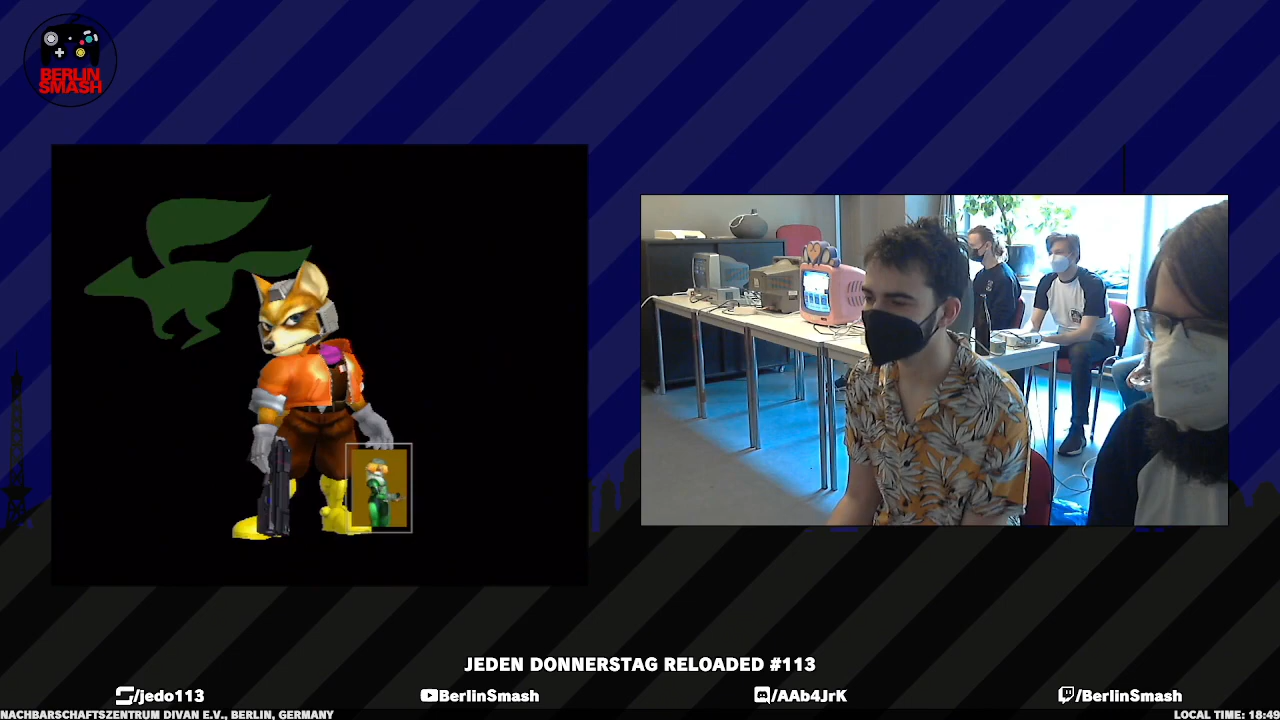 BERLIN
SMASH
JEDEN DONNERSTAG RELOADED #113
/jedo113
BerlinSmash
/AAb4JrK
/BerlinSmash
NACHBARSCHAFTSZENTRUM DIVAN E.V., BERLIN, GERMANY
LOCAL TIME: 18:49